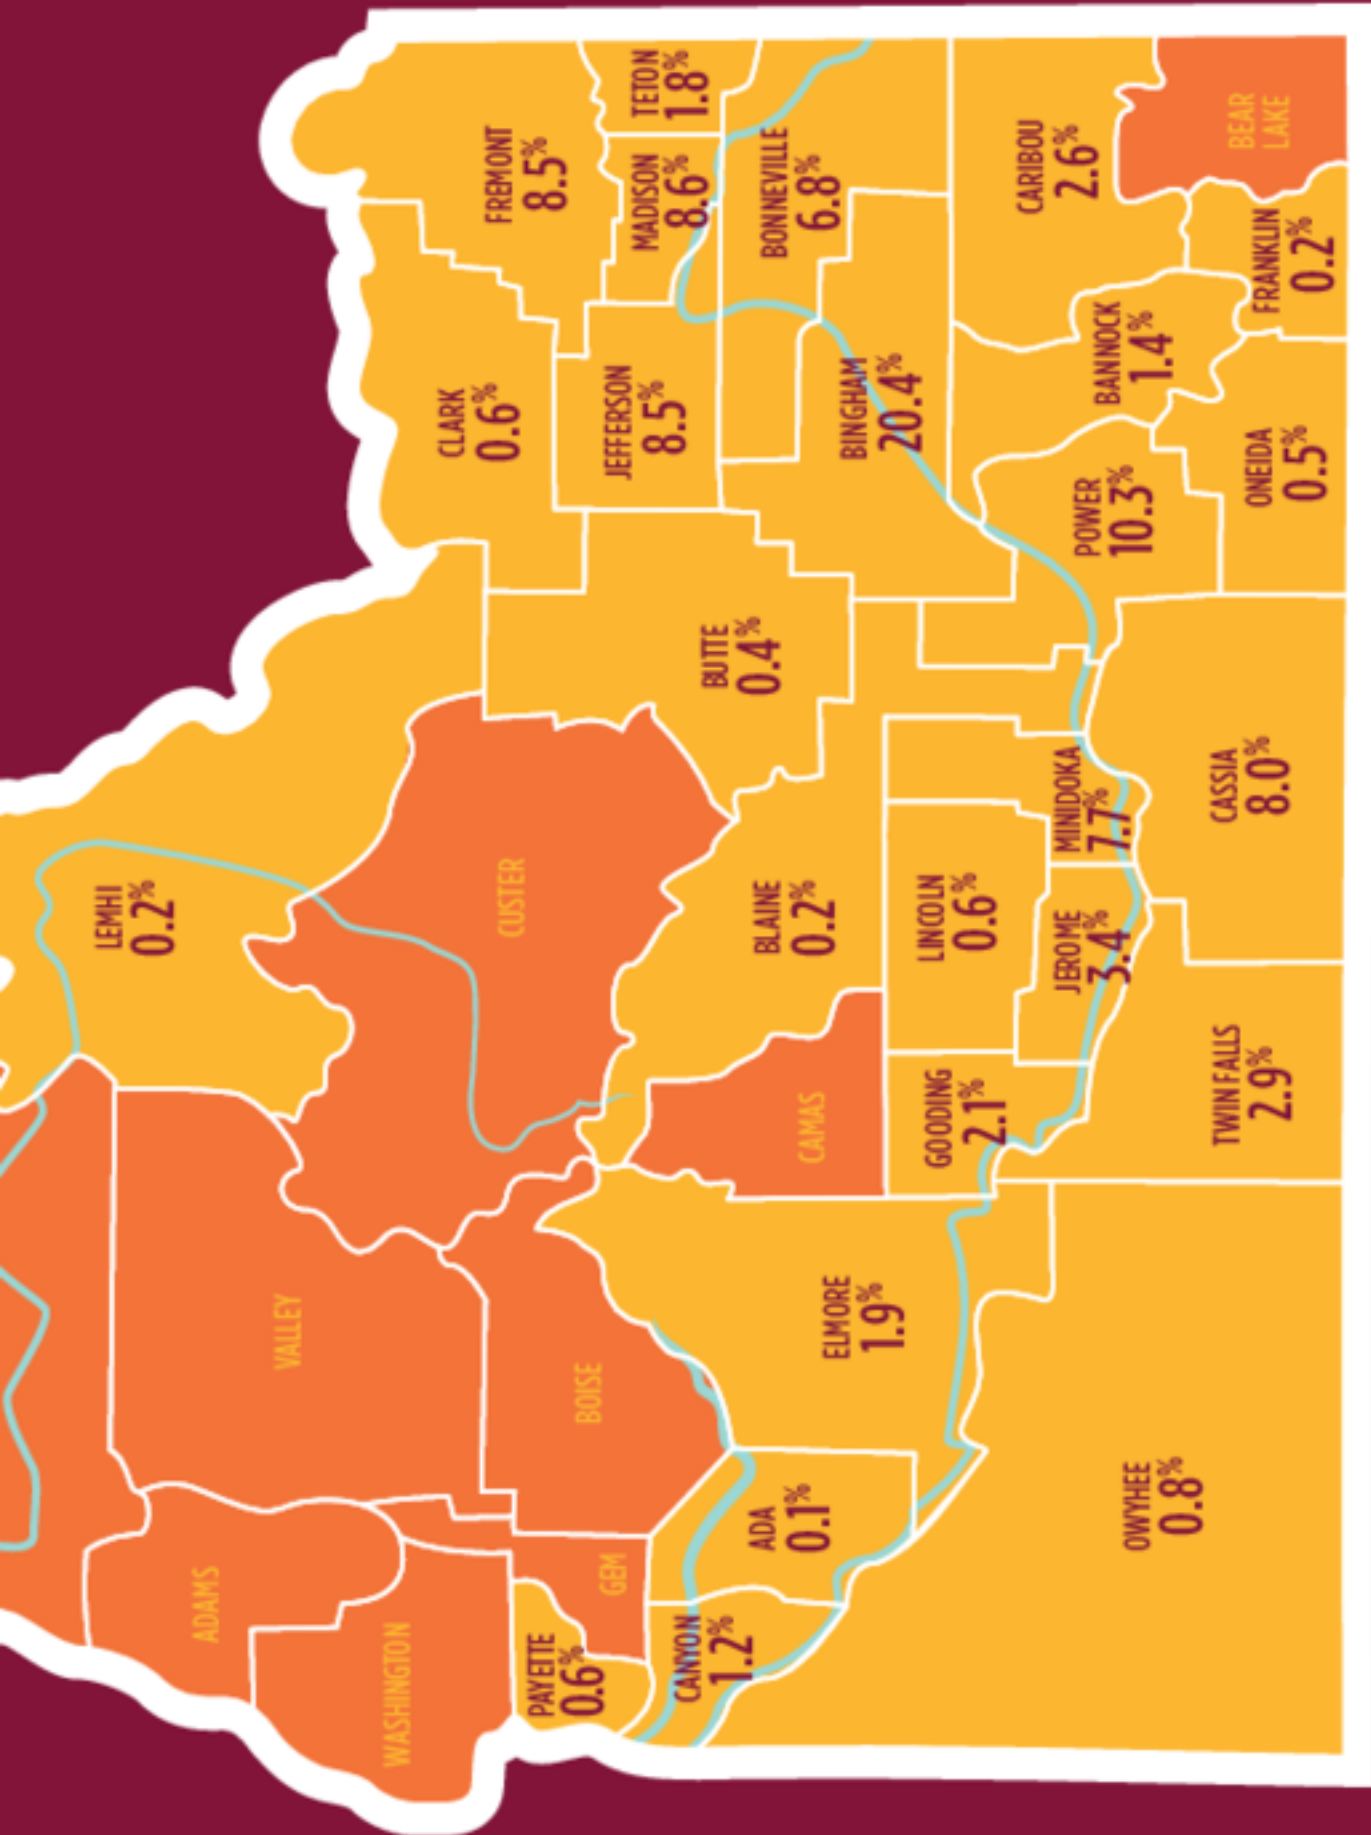 LEMHI
0.2%
ADAMS
VALLEY
WASHINGTON
CLARK
0.6%
FREMONT
8.5%
CUSTER
PAYETTE
0.6%
BOISE
GEM
JEFFERSON
8.5%
MADISON
8.6%
TETON
1.8%
CANYON
1.2%
BUTTE
0.4%
ADA
0.1%
BLAINE
0.2%
BONNEVILLE
6.8%
CAMAS
ELMORE
1.9%
BINGHAM
20.4%
GOODING
2.1%
LINCOLN
0.6%
CARIBOU
2.6%
JEROME
3.4%
MINIDOKA
7.7%
POWER
10.3%
BANNOCK
1.4%
OWYHEE
0.8%
TWIN FALLS
2.9%
CASSIA
8.0%
ONEIDA
0.5%
FRANKLIN
0.2%
BEAR
LAKE